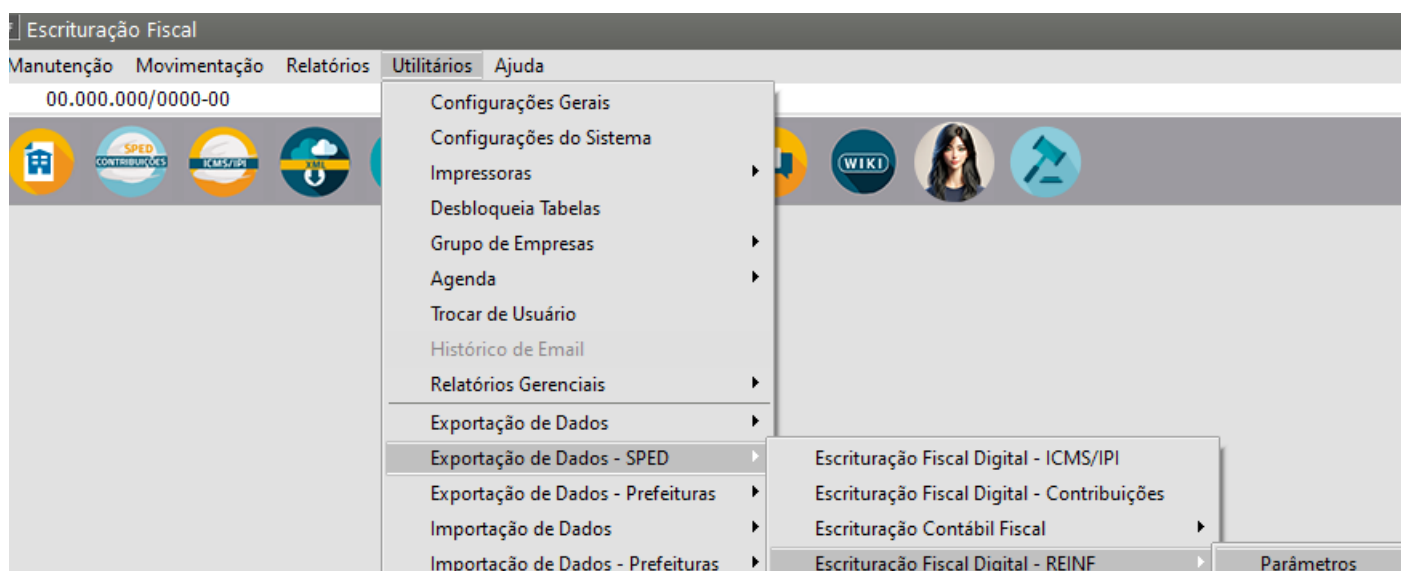 Escrituração Fiscal
Manutenção Movimentação Relatórios Utilitários Ajuda
00.000.000/0000-00
SPED
CONTRIBUIÇÕES
ICMS/IPI
XML
WIKI
Configurações Gerais
Configurações do Sistema
Impressoras
Desbloqueia Tabelas
Grupo de Empresas
Agenda
Trocar de Usuário
Histórico de Email
Relatórios Gerenciais
Exportação de Dados
Exportação de Dados - SPED
Exportação de Dados - Prefeituras
Importação de Dados
Importação de Dados - Prefeituras
Escrituração Fiscal Digital - ICMS/IPI
Escrituração Fiscal Digital - Contribuições
Escrituração Contábil Fiscal
Escrituração Fiscal Digital - REINF
Parâmetros